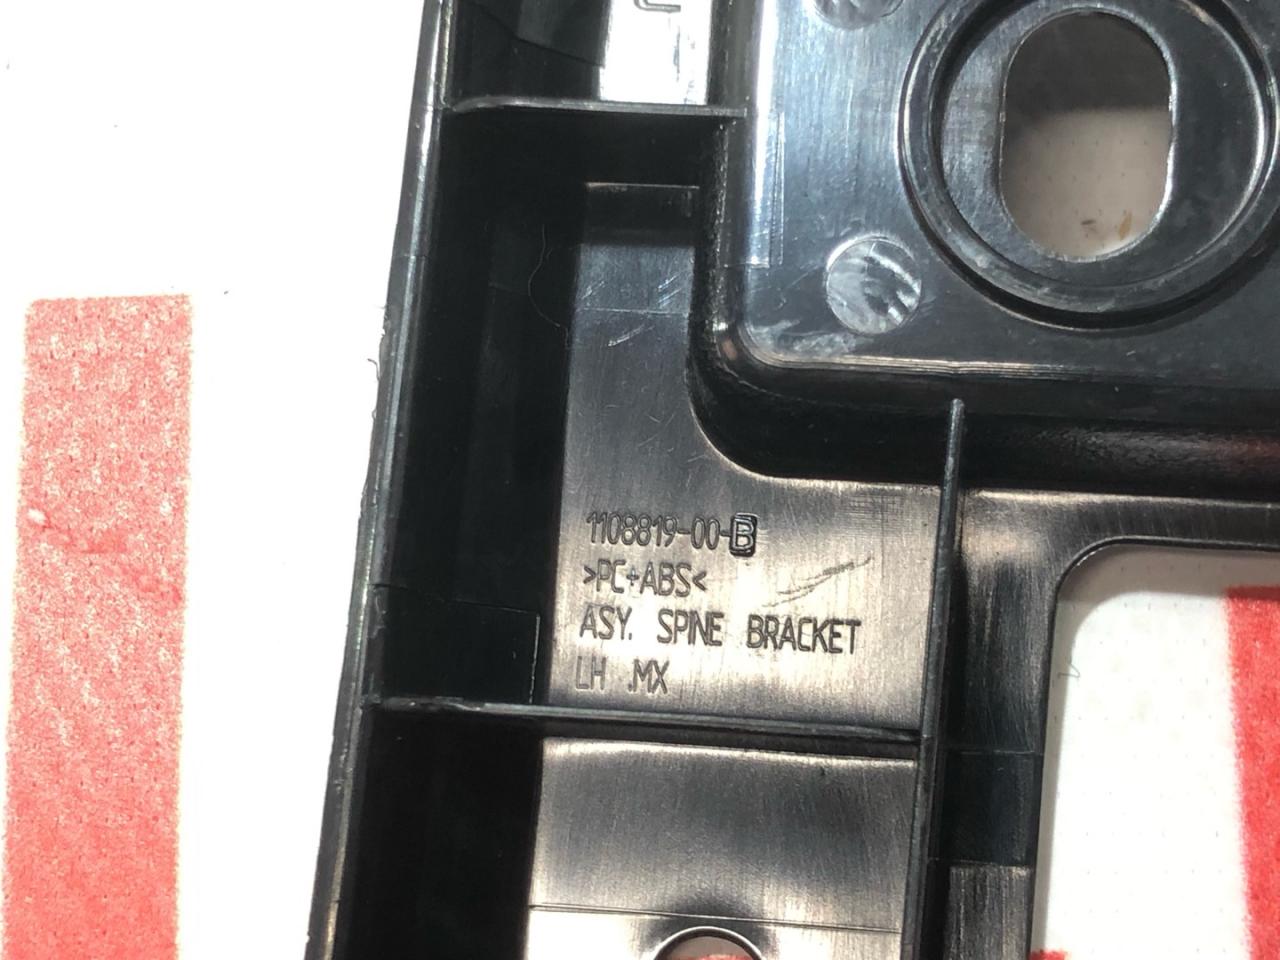 1108819-00-B
>PC+ABS<
ASY. SPINE BRACKET
LH .MX